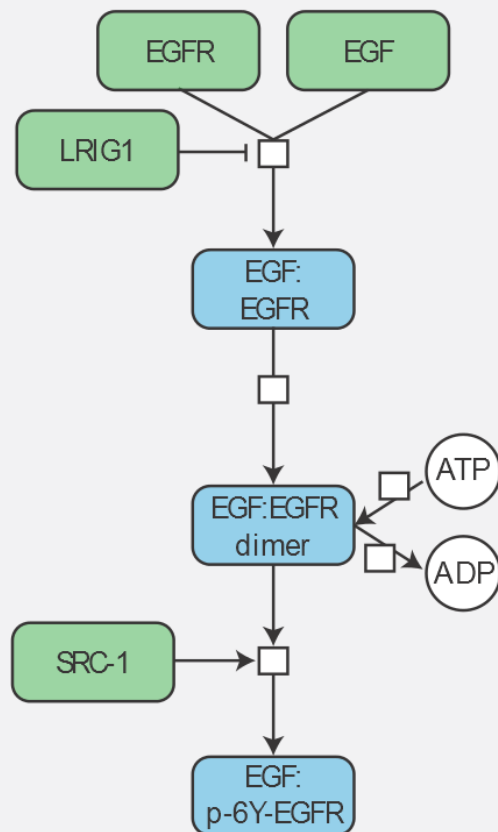 EGFR
EGF
LRIG1
EGF:
EGFR
ATP
EGF:EGFR
dimer
ADP
SRC-1
EGF:
p-6Y-EGFR